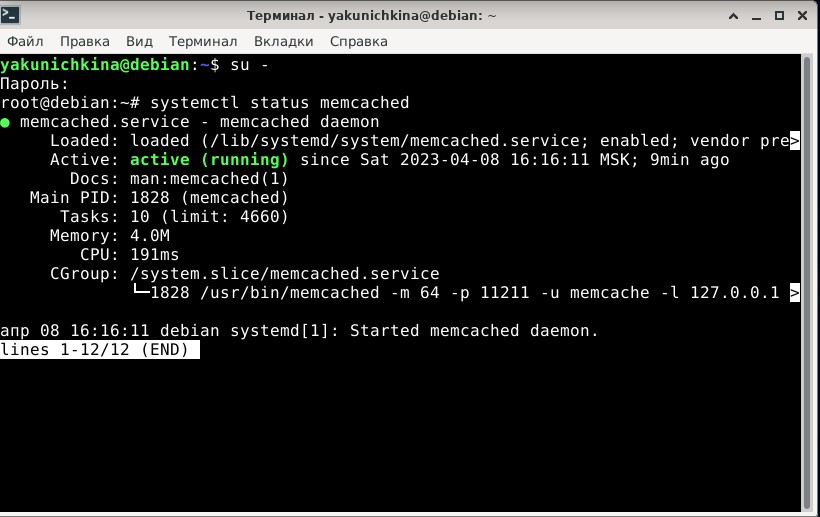 Терминал - yakunichkina@debian: ~
Файл Правка Вид Терминал Вкладки Справка
yakunichkina@debian:~$ su -
Пароль:
root@debian:~# systemctl status memcached
● memcached.service - memcached daemon
     Loaded: loaded (/lib/systemd/system/memcached.service; enabled; vendor pre>
     Active: active (running) since Sat 2023-04-08 16:16:11 MSK; 9min ago
       Docs: man:memcached(1)
   Main PID: 1828 (memcached)
      Tasks: 10 (limit: 4660)
     Memory: 4.0M
        CPU: 191ms
     CGroup: /system.slice/memcached.service
             └─1828 /usr/bin/memcached -m 64 -p 11211 -u memcache -l 127.0.0.1 >
апр 08 16:16:11 debian systemd[1]: Started memcached daemon.
lines 1-12/12 (END)